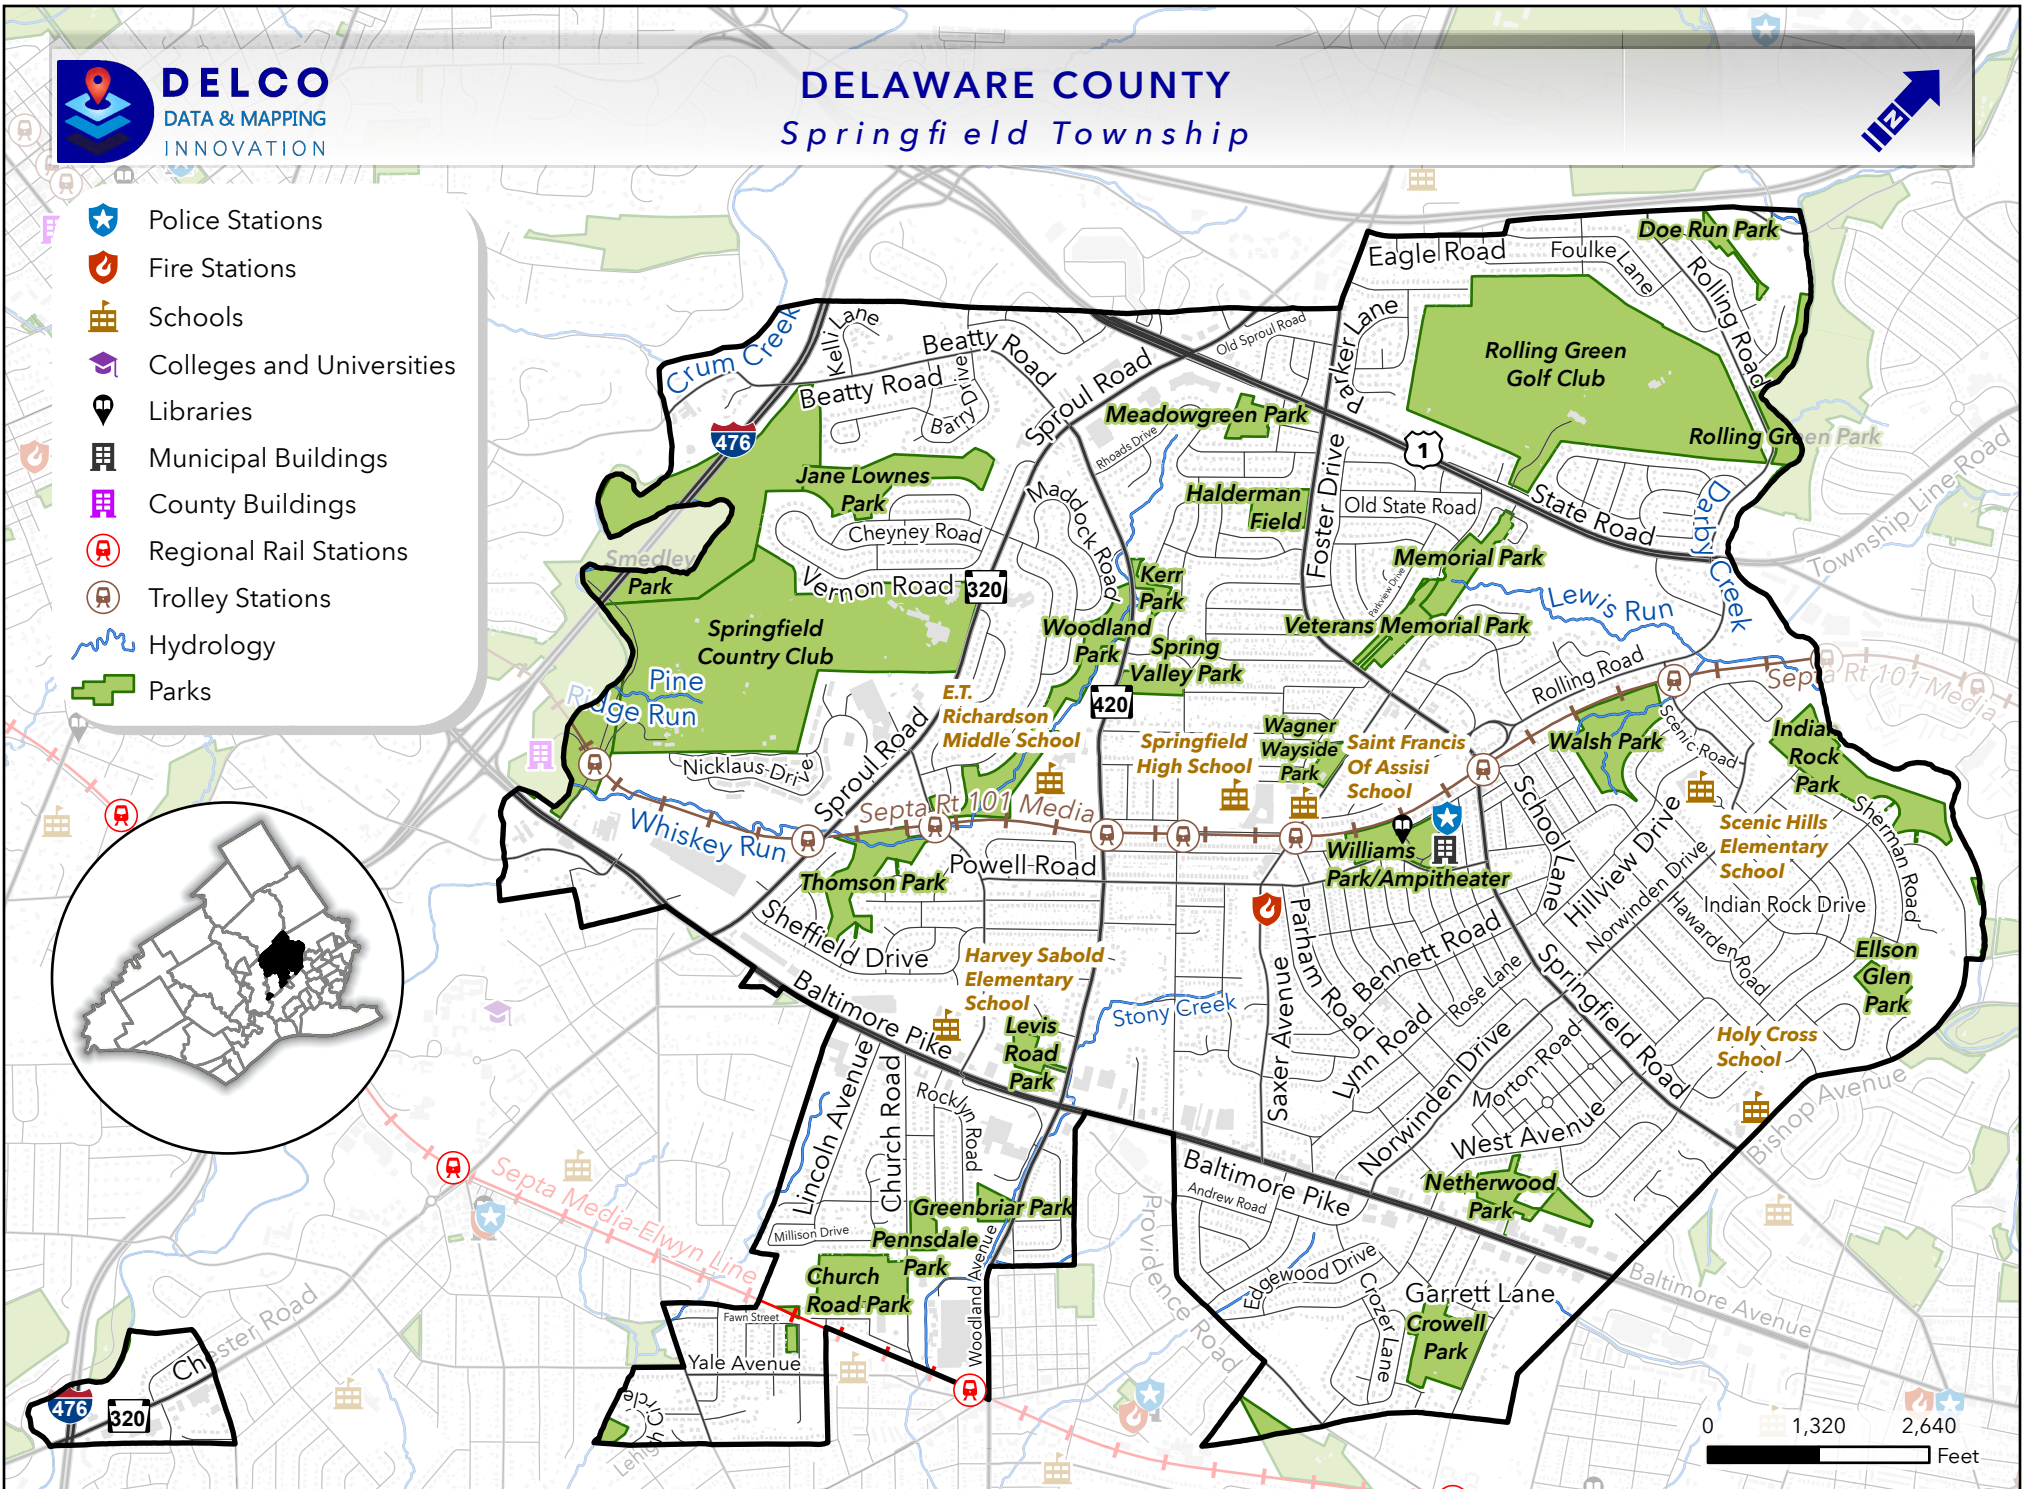 DELCO
DATA & MAPPING
INNOVATION
DELAWARE COUNTY
Springfield Township
N
Police Stations
Fire Stations
Schools
Colleges and Universities
Libraries
Municipal Buildings
County Buildings
Regional Rail Stations
Trolley Stations
Hydrology
Parks
Doe Run Park
Eagle Road
Foulke Lane
Rolling Road
Crum Creek
Kelli Lane
Beatty Road
Beatty Road
Barry Drive
Sproul Road
Old Sproul Road
Parker Lane
Rolling Green
Golf Club
Rolling Green Park
476
Meadowgreen Park
Rhoads Drive
1
Jane Lownes
Park
Halderman
Field
Foster Drive
Old State Road
State Road
Darby Creek
Township Line Road
Maddock Road
Cheyney Road
Vernon Road
320
Smedley
Park
Memorial Park
Parkview Drive
Kerr
Park
Lewis Run
Springfield
Country Club
Woodland
Park
Spring
Valley Park
Veterans Memorial Park
Rolling Road
Septa Rt 101 Media
Pine
Ridge Run
420
E.T.
Richardson
Middle School
Springfield
High School
Wagner
Wayside
Park
Saint Francis
Of Assisi
School
Walsh Park
Scenic Road
Indian
Rock
Park
Nicklaus Drive
Sproul Road
Septa Rt 101 Media
Whiskey Run
Powell Road
Williams
Park/Ampitheater
School Lane
Hillview Drive
Scenic Hills
Elementary
School
Sherman Road
Thomson Park
Sheffield Drive
Norwinden Drive
Hawarden Road
Indian Rock Drive
Harvey Sabold
Elementary
School
Parham Road
Bennett Road
Rose Lane
Springfield Road
Ellson
Glen
Park
Baltimore Pike
Levis
Road
Park
Stony Creek
Saxer Avenue
Lynn Road
Norwinden Drive
Morton Road
Holy Cross
School
Lincoln Avenue
Church Road
Rocklyn Road
West Avenue
Bishop Avenue
Baltimore Pike
Andrew Road
Netherwood
Park
Septa Media-Elwyn Line
Millison Drive
Greenbriar Park
Pennsdale
Park
Church
Road Park
Woodland Avenue
Providence Road
Edgewood Drive
Crozer Lane
Garrett Lane
Baltimore Avenue
Crowell
Park
Fawn Street
Yale Avenue
Lehigh Circle
Chester Road
476
320
0 1,320 2,640
Feet